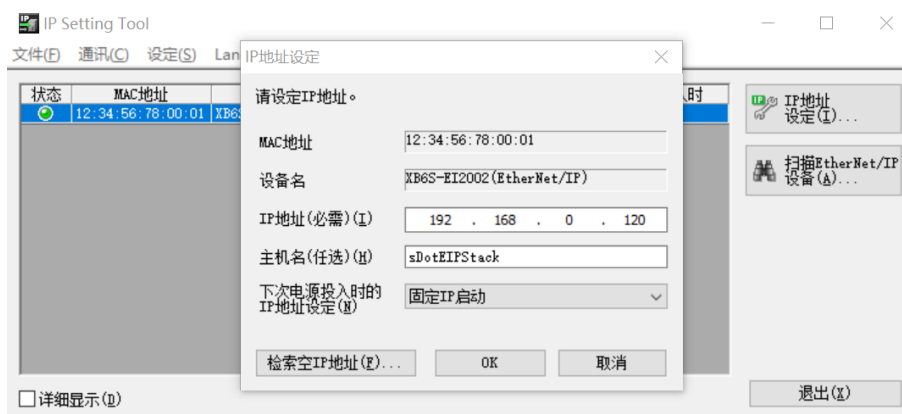 IP Setting Tool
文件(F) 通讯(C) 设定(S) Lan
IP地址设定
状态 MAC地址 入时
12:34:56:78:00:01 XB6
请设定IP地址。
MAC地址 12:34:56:78:00:01
设备名 XB6S-EI2002(EtherNet/IP)
IP地址(必需)(I) 192 . 168 . 0 . 120
主机名(任选)(H) sDotEIPStack
下次电源投入时的
IP地址设定(N) 固定IP启动
检索空IP地址(F)... OK 取消
IP地址
设定(I)...
扫描EtherNet/IP
设备(A)...
详细显示(D)
退出(X)